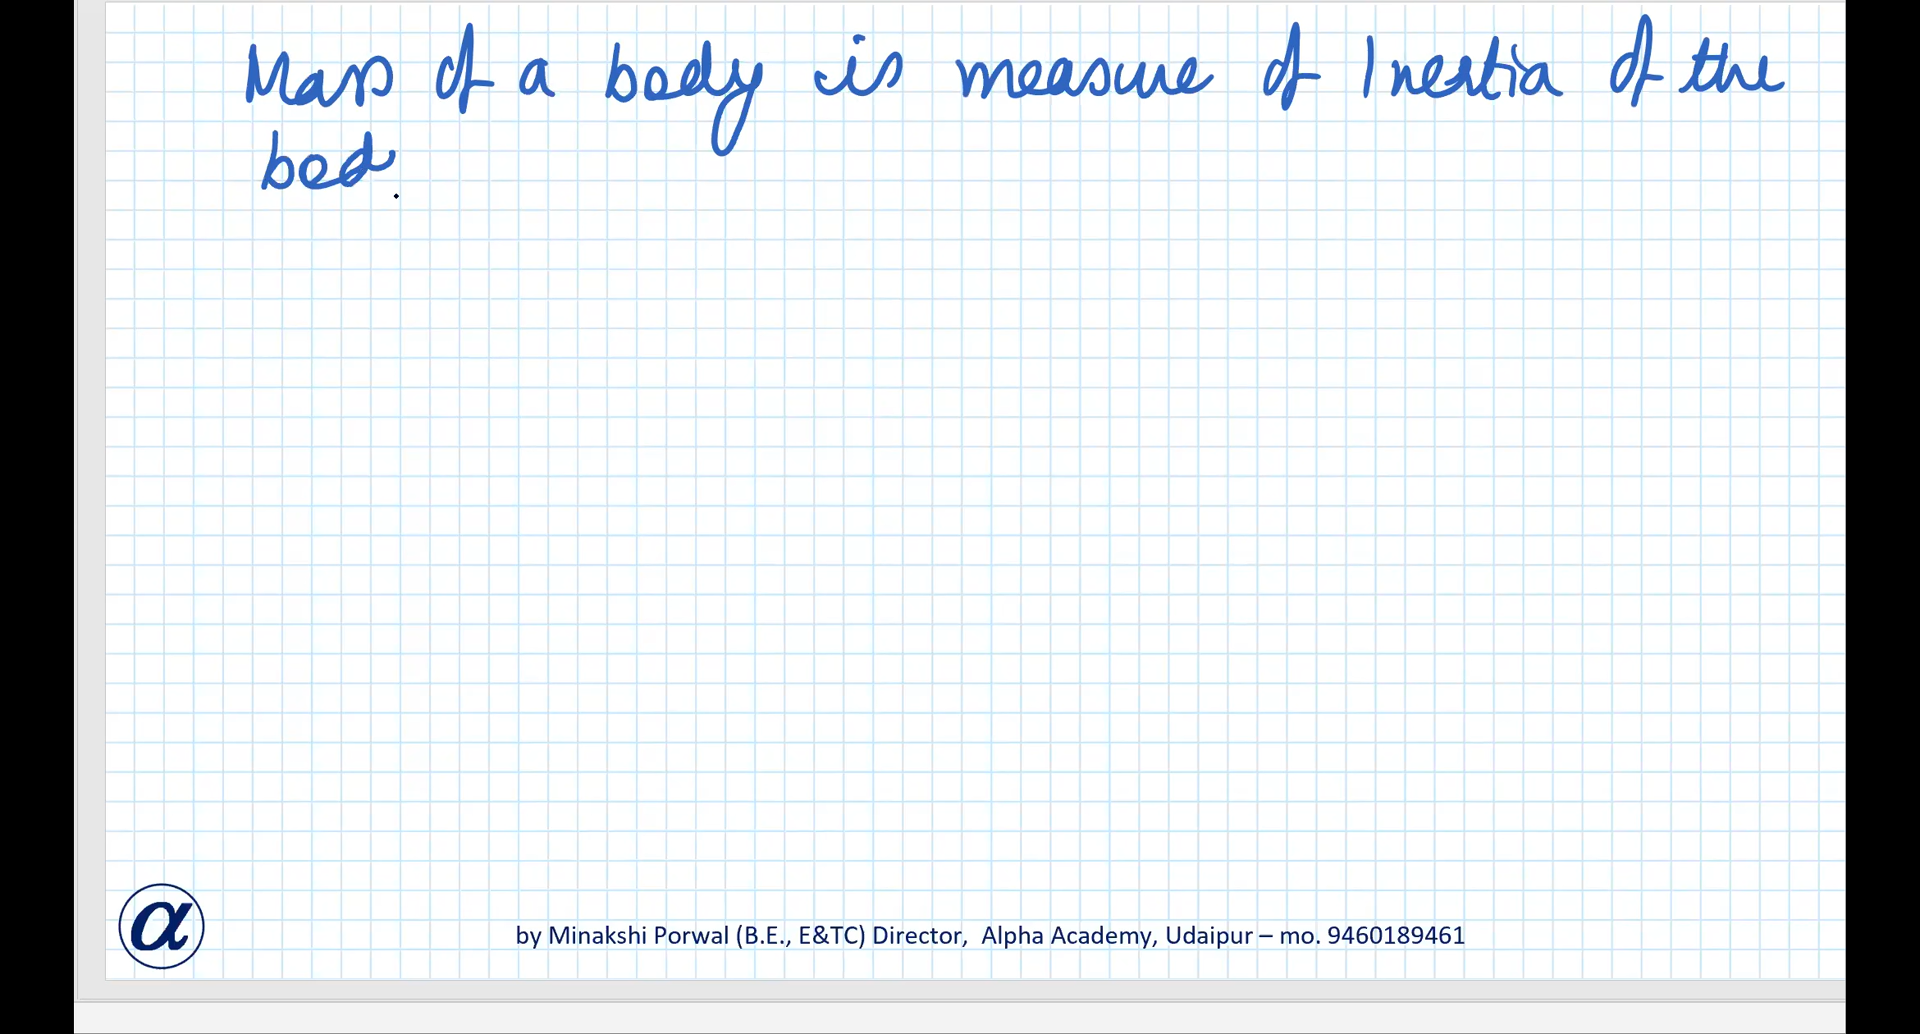 Mass of a body is measure of Inertia of the
bod
α
by Minakshi Porwal (B.E., E&TC) Director, Alpha Academy, Udaipur – mo. 9460189461